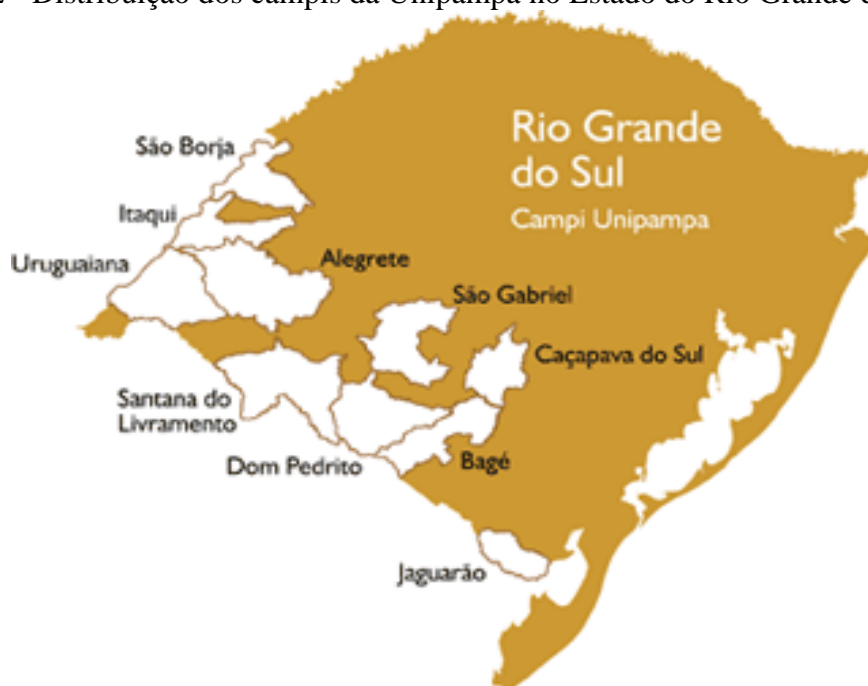 Distribuição dos campis da Unipampa no Estado do Rio Grande
Rio Grande
do Sul
Campi Unipampa
São Borja
Itaqui
Uruguaiana
Alegrete
São Gabriel
Caçapava do Sul
Santana do
Livramento
Dom Pedrito
Bagé
Jaguarão